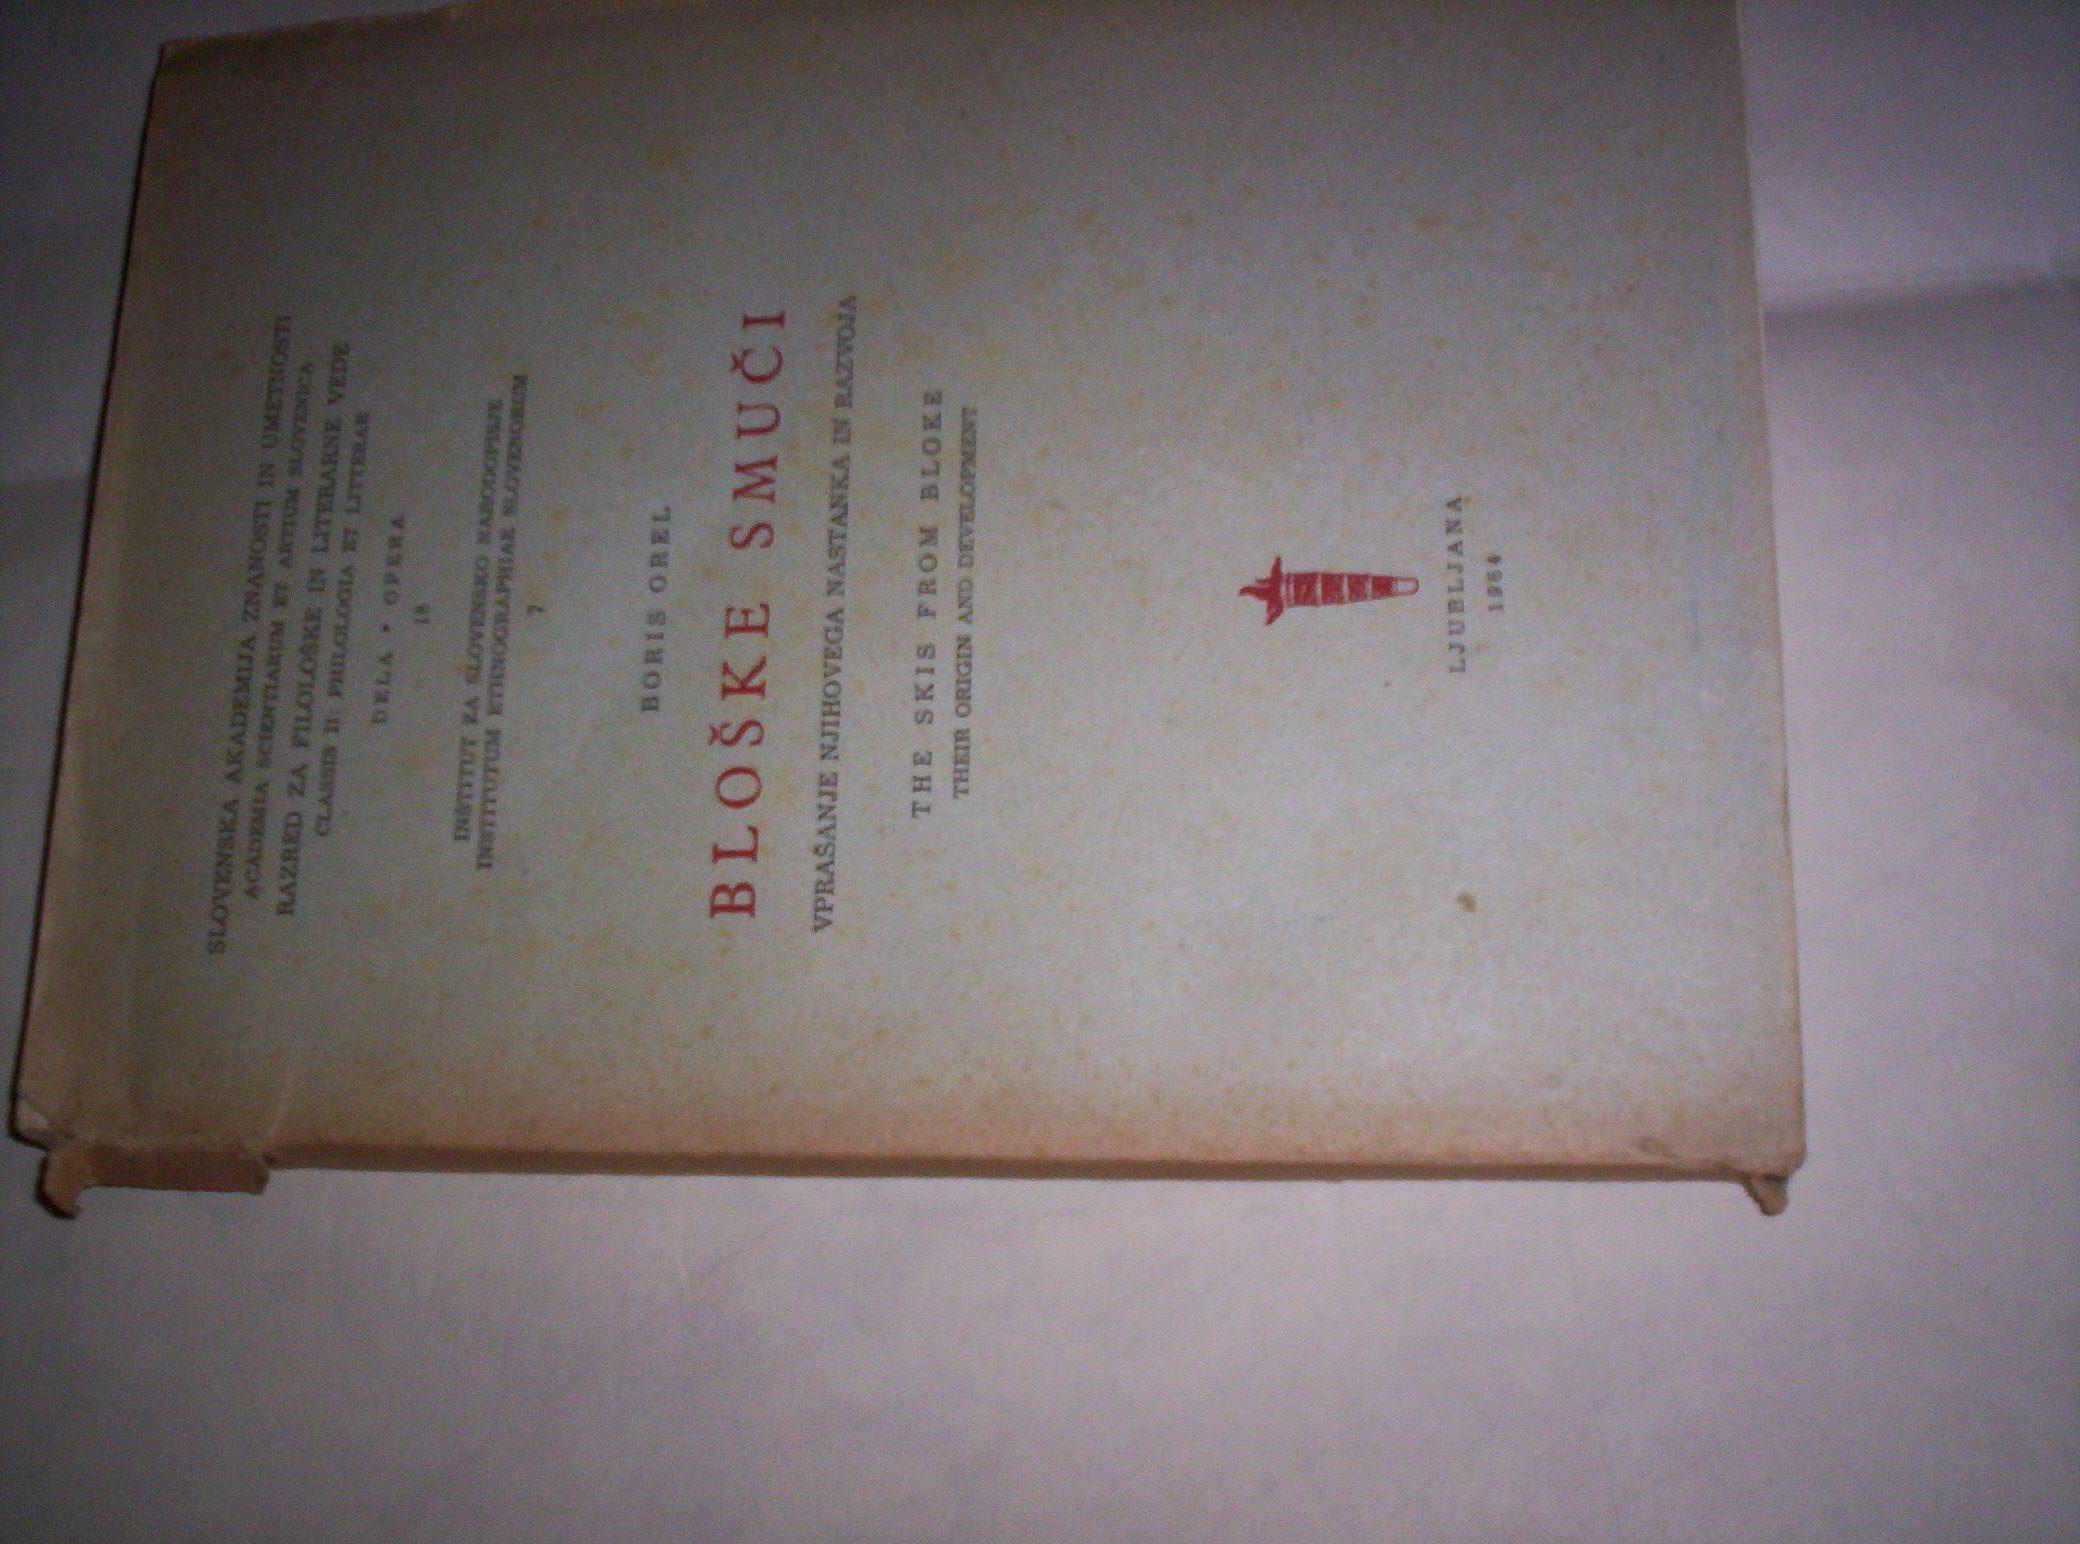 SLOVENSKA AKADEMIJA ZNANOSTI IN UMETNOSTI
ACADEMIA SCIENTIARUM ET ARTIUM SLOVENICA
RAZRED ZA FILOLOŠKE IN LITERARNE VEDE
CLASSIS II: PHILOLOGIA ET LITTERAE
DELA • OPERA
18
INŠTITUT ZA SLOVENSKO NARODOPISJE
INSTITUTUM ETHNOGRAPHIAE SLOVENORUM
7
BORIS OREL
BLOŠKE SMUČI
VPRAŠANJE NJIHOVEGA NASTANKA IN RAZVOJA
THE SKIS FROM BLOKE
THEIR ORIGIN AND DEVELOPMENT
LJUBLJANA
1964